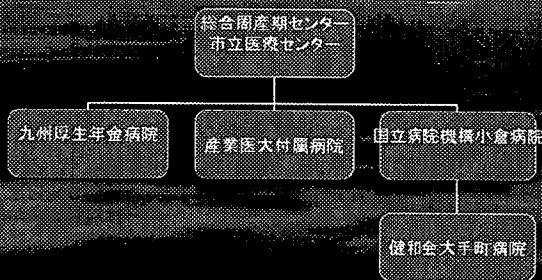 総合周産期センター
市立医療センター
九州厚生年金病院
産業医大付属病院
国立病院機構小倉病院
健和会大手町病院